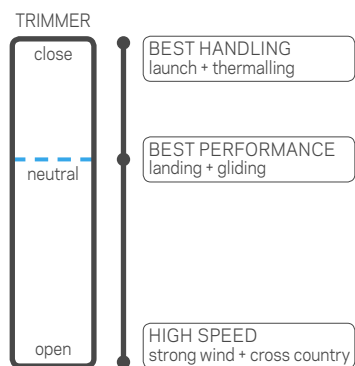 TRIMMER
close
BEST HANDLING
launch + thermalling
BEST PERFORMANCE
landing + gliding
neutral
HIGH SPEED
strong wind + cross country
open